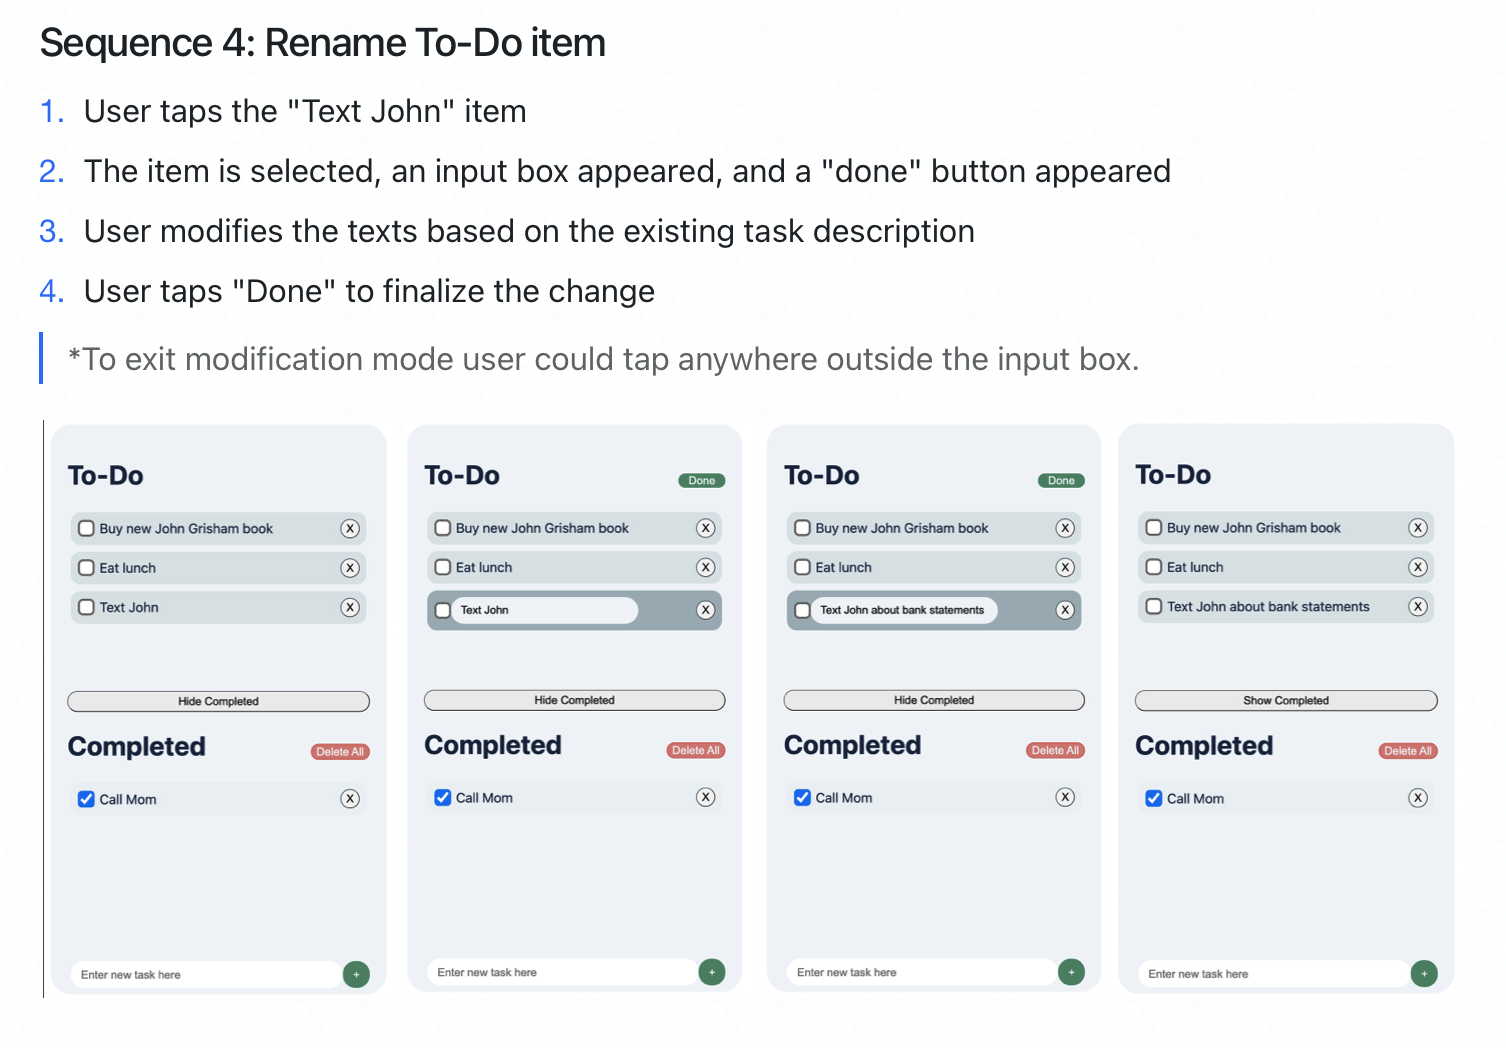 Sequence 4: Rename To-Do item
1. User taps the "Text John" item
2. The item is selected, an input box appeared, and a "done" button appeared
3. User modifies the texts based on the existing task description
4. User taps "Done" to finalize the change
*To exit modification mode user could tap anywhere outside the input box.
To-Do
Buy new John Grisham book X
Eat lunch X
Text John X
Hide Completed
Completed Delete All
Call Mom X
Enter new task here +
To-Do Done
Buy new John Grisham book X
Eat lunch X
Text John X
Hide Completed
Completed Delete All
Call Mom X
Enter new task here +
To-Do Done
Buy new John Grisham book X
Eat lunch X
Text John about bank statements X
Hide Completed
Completed Delete All
Call Mom X
Enter new task here +
To-Do
Buy new John Grisham book X
Eat lunch X
Text John about bank statements X
Show Completed
Completed Delete All
Call Mom X
Enter new task here +